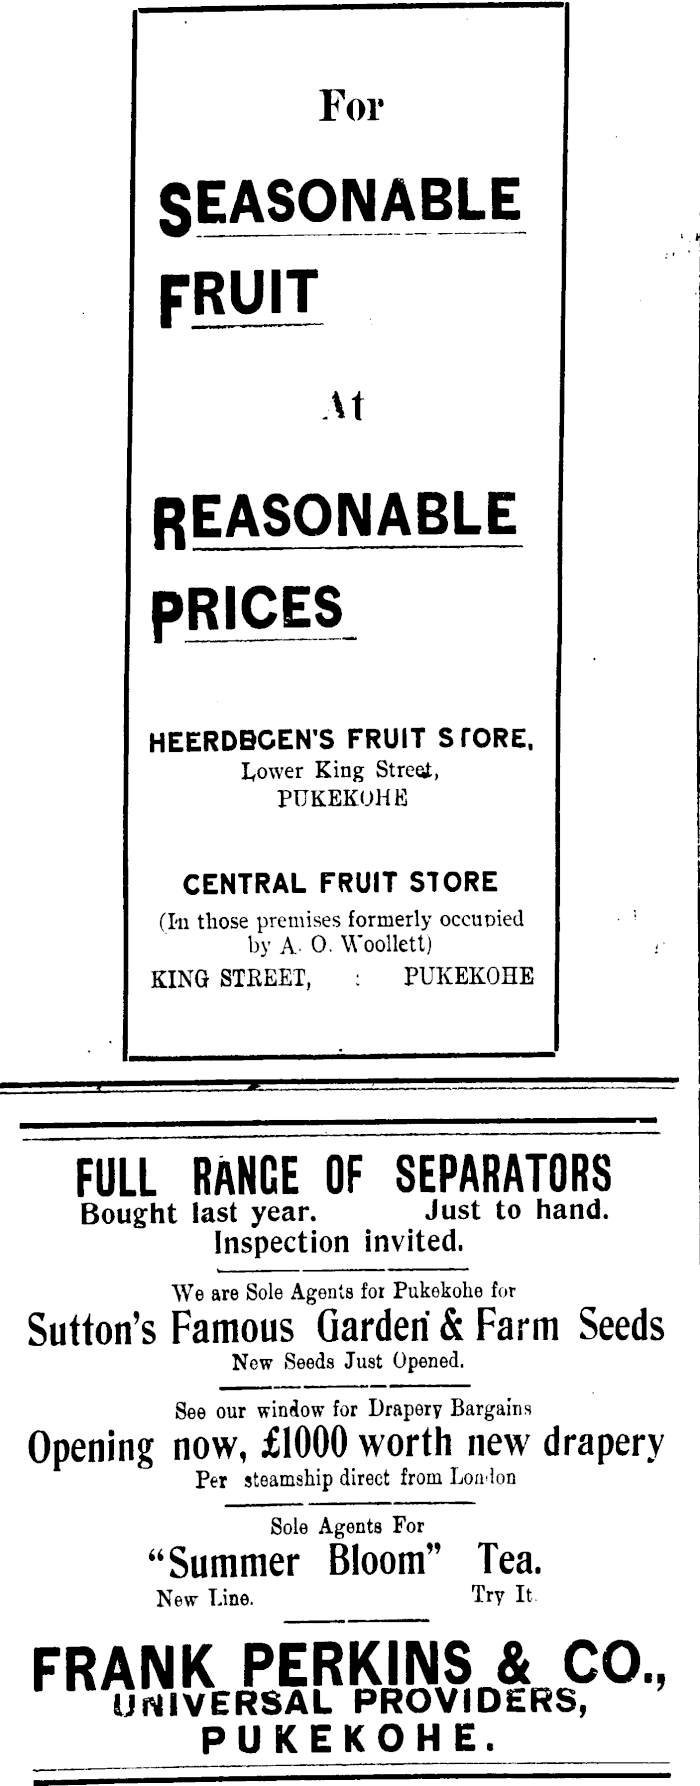 For
SEASONABLE
FRUIT
At
REASONABLE
PRICES
HEERDEGEN'S FRUIT STORE,
Lower King Street,
PUKEKOHE
CENTRAL FRUIT STORE
(In those premises formerly occupied
by A. O. Woollett)
KING STREET, : PUKEKOHE
FULL RANGE OF SEPARATORS
Bought last year. Just to hand.
Inspection invited.
We are Sole Agents for Pukekohe for
Sutton's Famous Garden & Farm Seeds
New Seeds Just Opened.
See our window for Drapery Bargains
Opening now, £1000 worth new drapery
Per steamship direct from London
Sole Agents For
“Summer Bloom” Tea.
New Line. Try It.
FRANK PERKINS & CO.,
UNIVERSAL PROVIDERS,
PUKEKOHE.